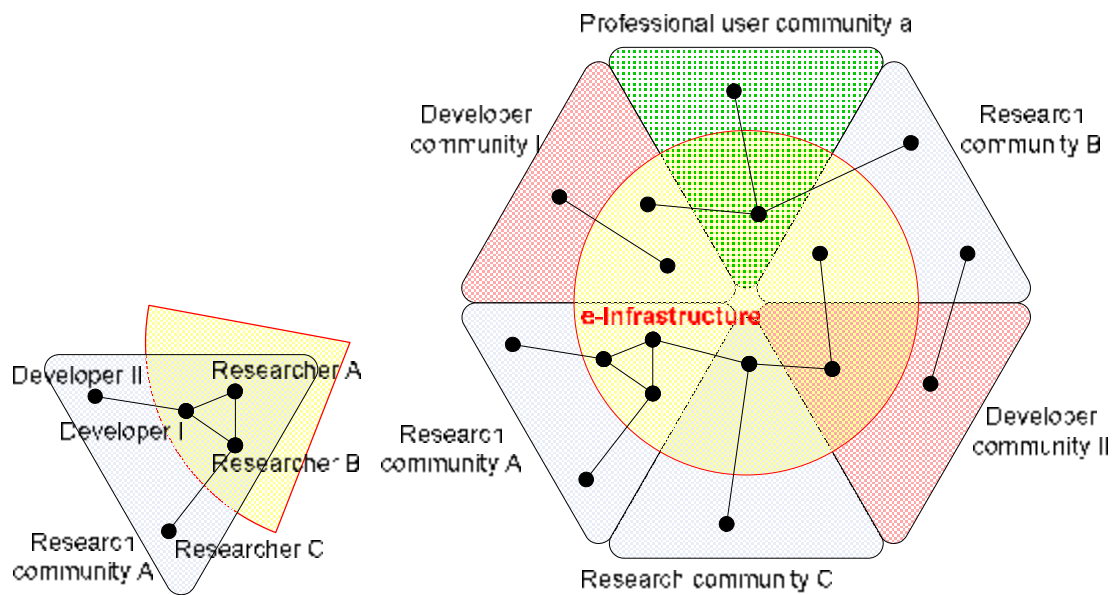 Professional user community a
Developer
community I
Research
community B
e-Infrastructure
Developer II
Researcher A
Developer I
Researcher B
Research
community A
Developer
community II
Research
community A
Researcher C
Research community C